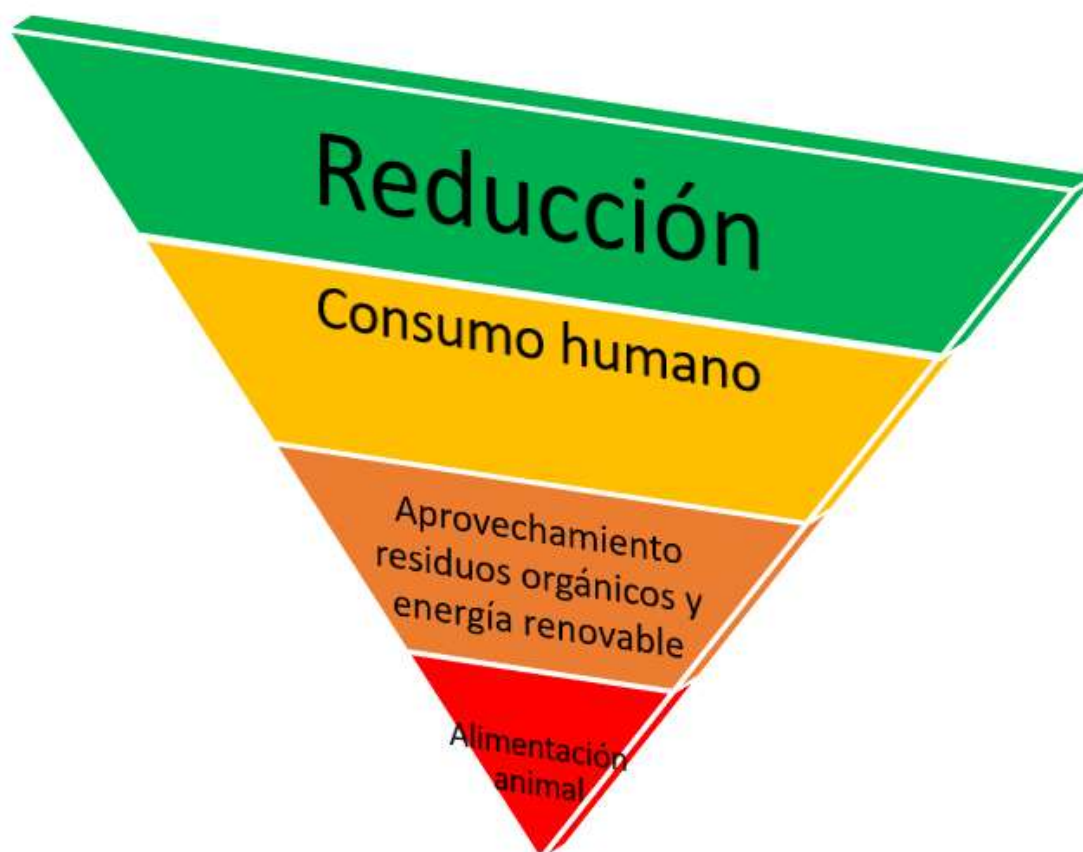 Reducción
Consumo humano
Aprovechamiento
residuos orgánicos y
energía renovable
Alimentación
animal